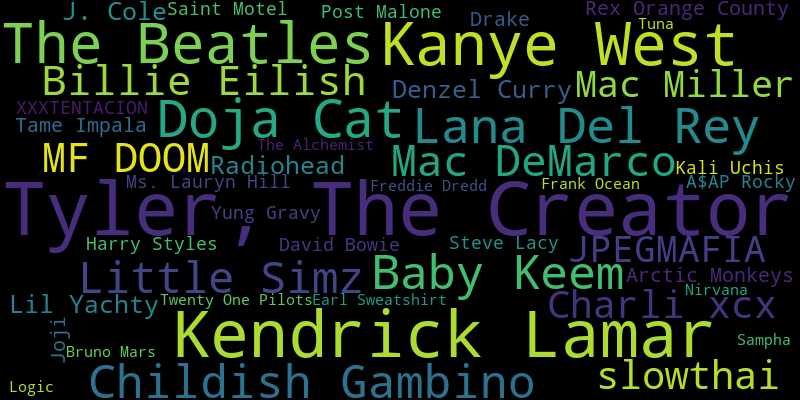 J. Cole
Saint Motel
Post Malone
Drake
Rex Orange County
Tuna
The Beatles
Kanye West
Billie Eilish
Denzel Curry
Mac Miller
XXXTENTACION
Tame Impala
Doja Cat
Lana Del Rey
The Alchemist
MF DOOM
Radiohead
Mac DeMarco
Kali Uchis
Ms. Lauryn Hill
Freddie Dredd
Frank Ocean
A$AP Rocky
Tyler, The Creator
Yung Gravy
Harry Styles
David Bowie
Steve Lacy
JPEGMAFIA
Little Simz
Baby Keem
Arctic Monkeys
Nirvana
Lil Yachty
Twenty One Pilots
Earl Sweatshirt
Charli xcx
Joji
Bruno Mars
Kendrick Lamar
Sampha
Logic
Childish Gambino
slowthai